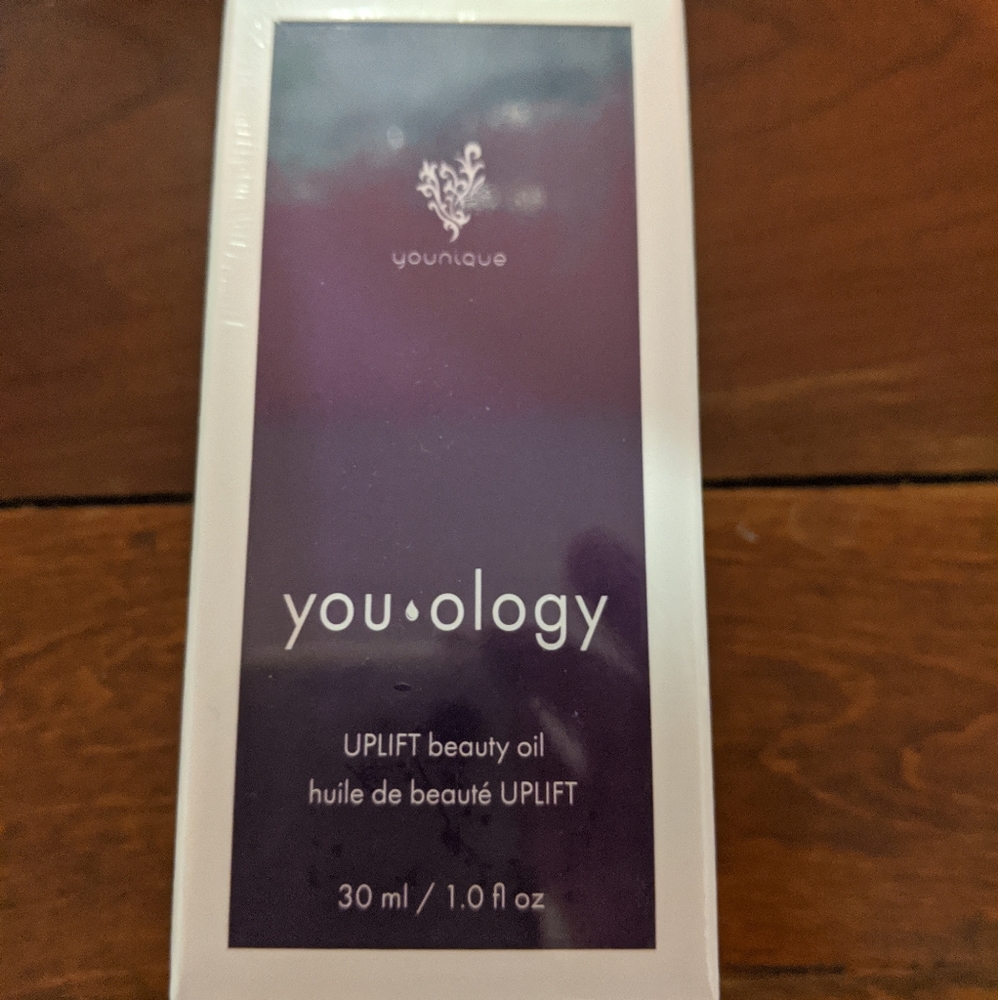 younique
you•ology
UPLIFT beauty oil
huile de beauté UPLIFT
30 ml / 1.0 fl oz